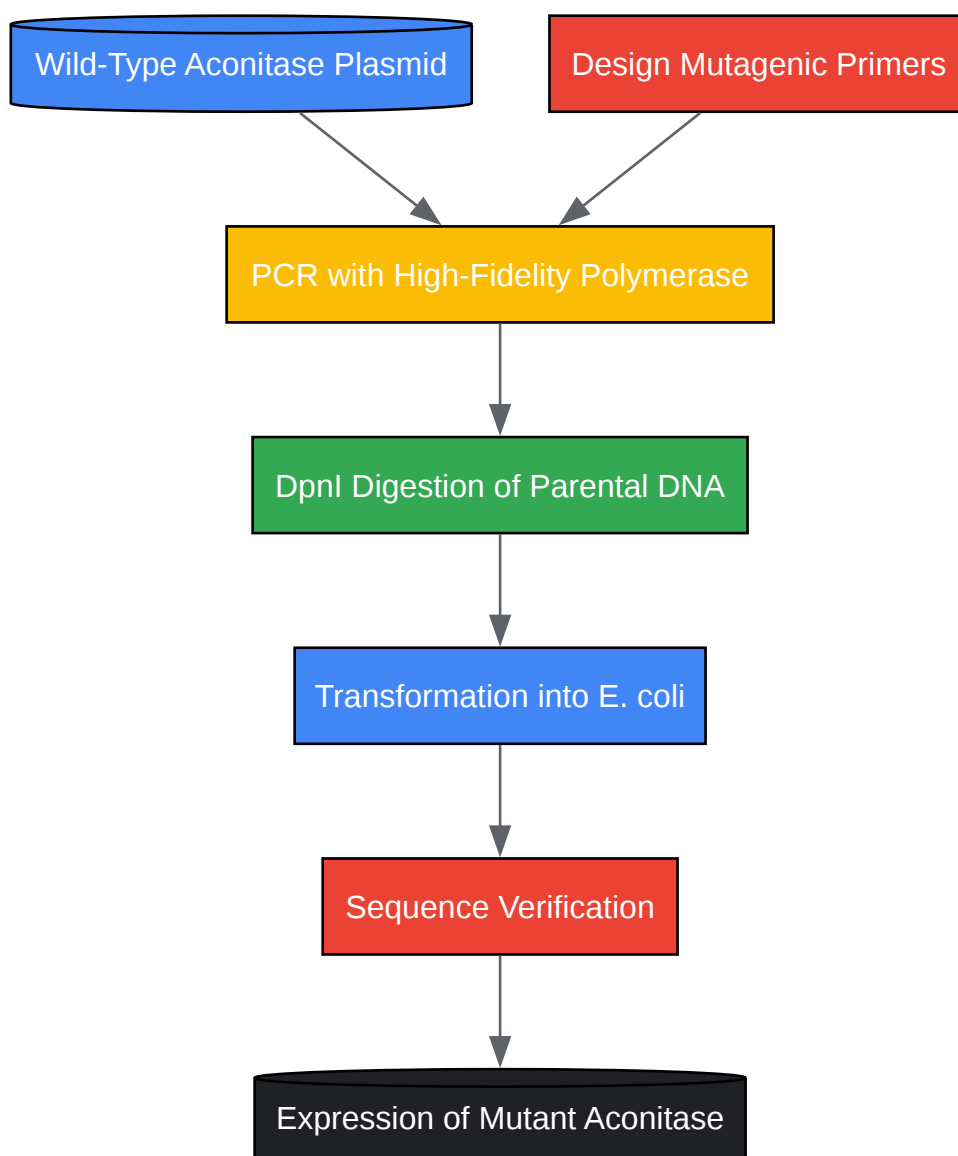 Wild-Type Aconitase Plasmid
Design Mutagenic Primers
PCR with High-Fidelity Polymerase
DpnI Digestion of Parental DNA
Transformation into E. coli
Sequence Verification
Expression of Mutant Aconitase